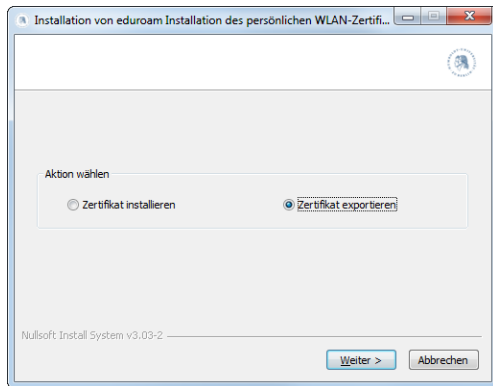 Installation von eduroam Installation des persönlichen WLAN-Zertifi...
Aktion wählen
Zertifikat installieren
Zertifikat exportieren
Nullsoft Install System v3.03-2
Weiter >
Abbrechen